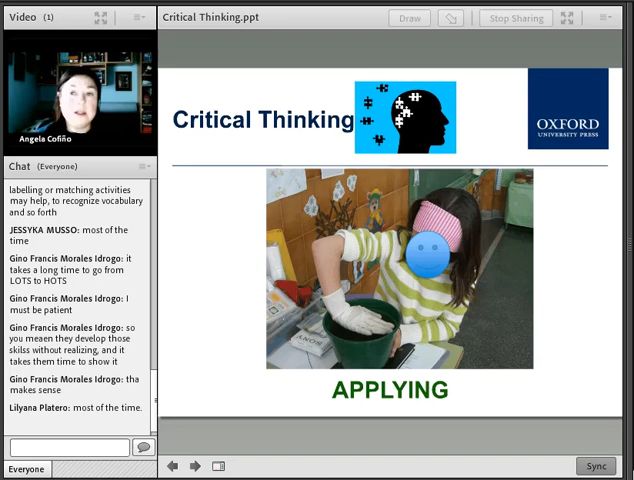 Video (1)
Critical Thinking.ppt
Draw
Stop Sharing
Angela Cofiño
Chat (Everyone)
labelling or matching activities
may help, to recognize vocabulary
and so forth
JESSYKA MUSSO: most of the
time
Gino Francis Morales Idrogo: it
takes a long time to go from
LOTS to HOTS
Gino Francis Morales Idrogo: I
must be patient
Gino Francis Morales Idrogo: so
you meaen they develop those
skilss without realizing, and it
takes them time to show it
Gino Francis Morales Idrogo: tha
makes sense
Lilyana Platero: most of the time.
Everyone
Critical Thinking
OXFORD
UNIVERSITY PRESS
APPLYING
Sync